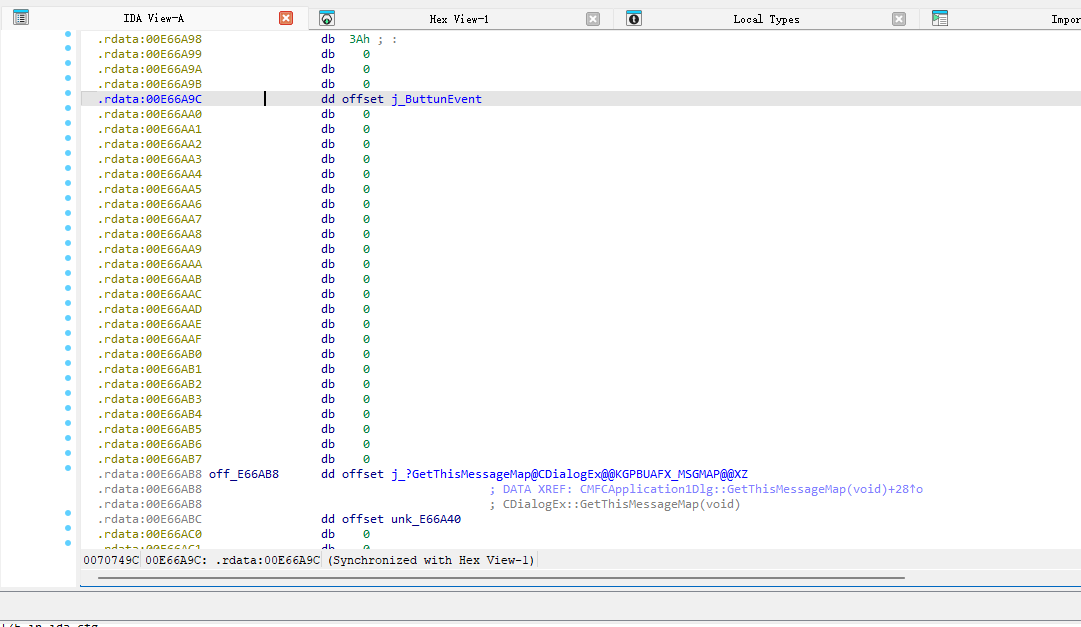 IDA View-A Hex View-1 Local Types Impor
.rdata:00E66A98 db 3Ah ; :
.rdata:00E66A99 db 0
.rdata:00E66A9A db 0
.rdata:00E66A9B db 0
.rdata:00E66A9C dd offset j_ButtunEvent
.rdata:00E66AA0 db 0
.rdata:00E66AA1 db 0
.rdata:00E66AA2 db 0
.rdata:00E66AA3 db 0
.rdata:00E66AA4 db 0
.rdata:00E66AA5 db 0
.rdata:00E66AA6 db 0
.rdata:00E66AA7 db 0
.rdata:00E66AA8 db 0
.rdata:00E66AA9 db 0
.rdata:00E66AAA db 0
.rdata:00E66AAB db 0
.rdata:00E66AAC db 0
.rdata:00E66AAD db 0
.rdata:00E66AAE db 0
.rdata:00E66AAF db 0
.rdata:00E66AB0 db 0
.rdata:00E66AB1 db 0
.rdata:00E66AB2 db 0
.rdata:00E66AB3 db 0
.rdata:00E66AB4 db 0
.rdata:00E66AB5 db 0
.rdata:00E66AB6 db 0
.rdata:00E66AB7 db 0
.rdata:00E66AB8 off_E66AB8 dd offset j_?GetThisMessageMap@CDialogEx@@KGPBUAFX_MSGMAP@@XZ
.rdata:00E66AB8 ; DATA XREF: CMFCApplication1Dlg::GetThisMessageMap(void)+28↑o
.rdata:00E66AB8 ; CDialogEx::GetThisMessageMap(void)
.rdata:00E66ABC dd offset unk_E66A40
.rdata:00E66AC0 db 0
.rdata:00E66AC1 db 0
0070749C 00E66A9C: .rdata:00E66A9C (Synchronized with Hex View-1)